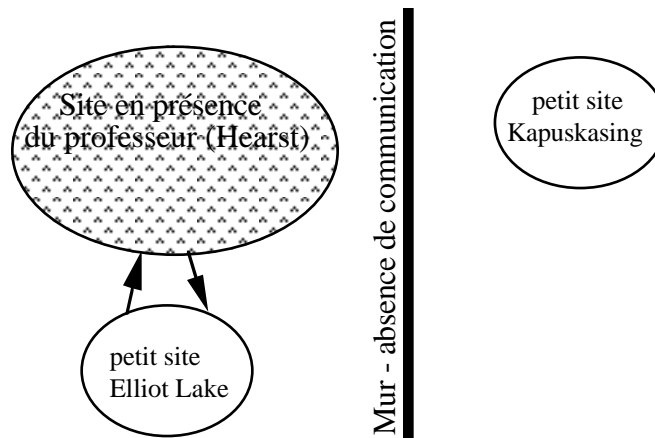 Site en présence
du professeur (Hearst)
petit site
Elliot Lake
Mur - absence de communication
petit site
Kapuskasing